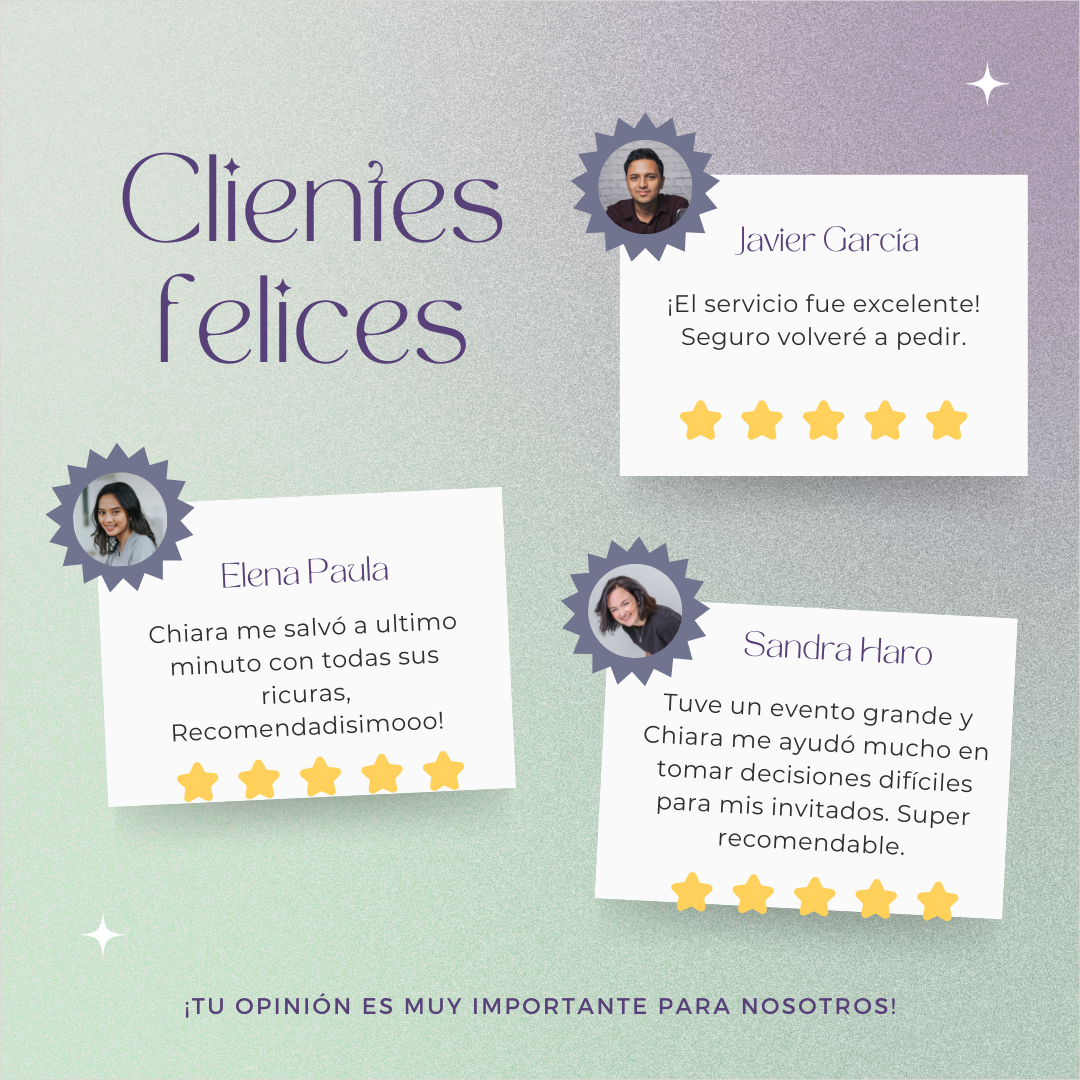 Clientes
felices
Javier García
¡El servicio fue excelente!
Seguro volveré a pedir.
Elena Paula
Chiara me salvó a ultimo
minuto con todas sus
ricuras,
Recomendadisimooo!
Sandra Haro
Tuve un evento grande y
Chiara me ayudó mucho en
tomar decisiones difíciles
para mis invitados. Super
recomendable.
¡TU OPINIÓN ES MUY IMPORTANTE PARA NOSOTROS!